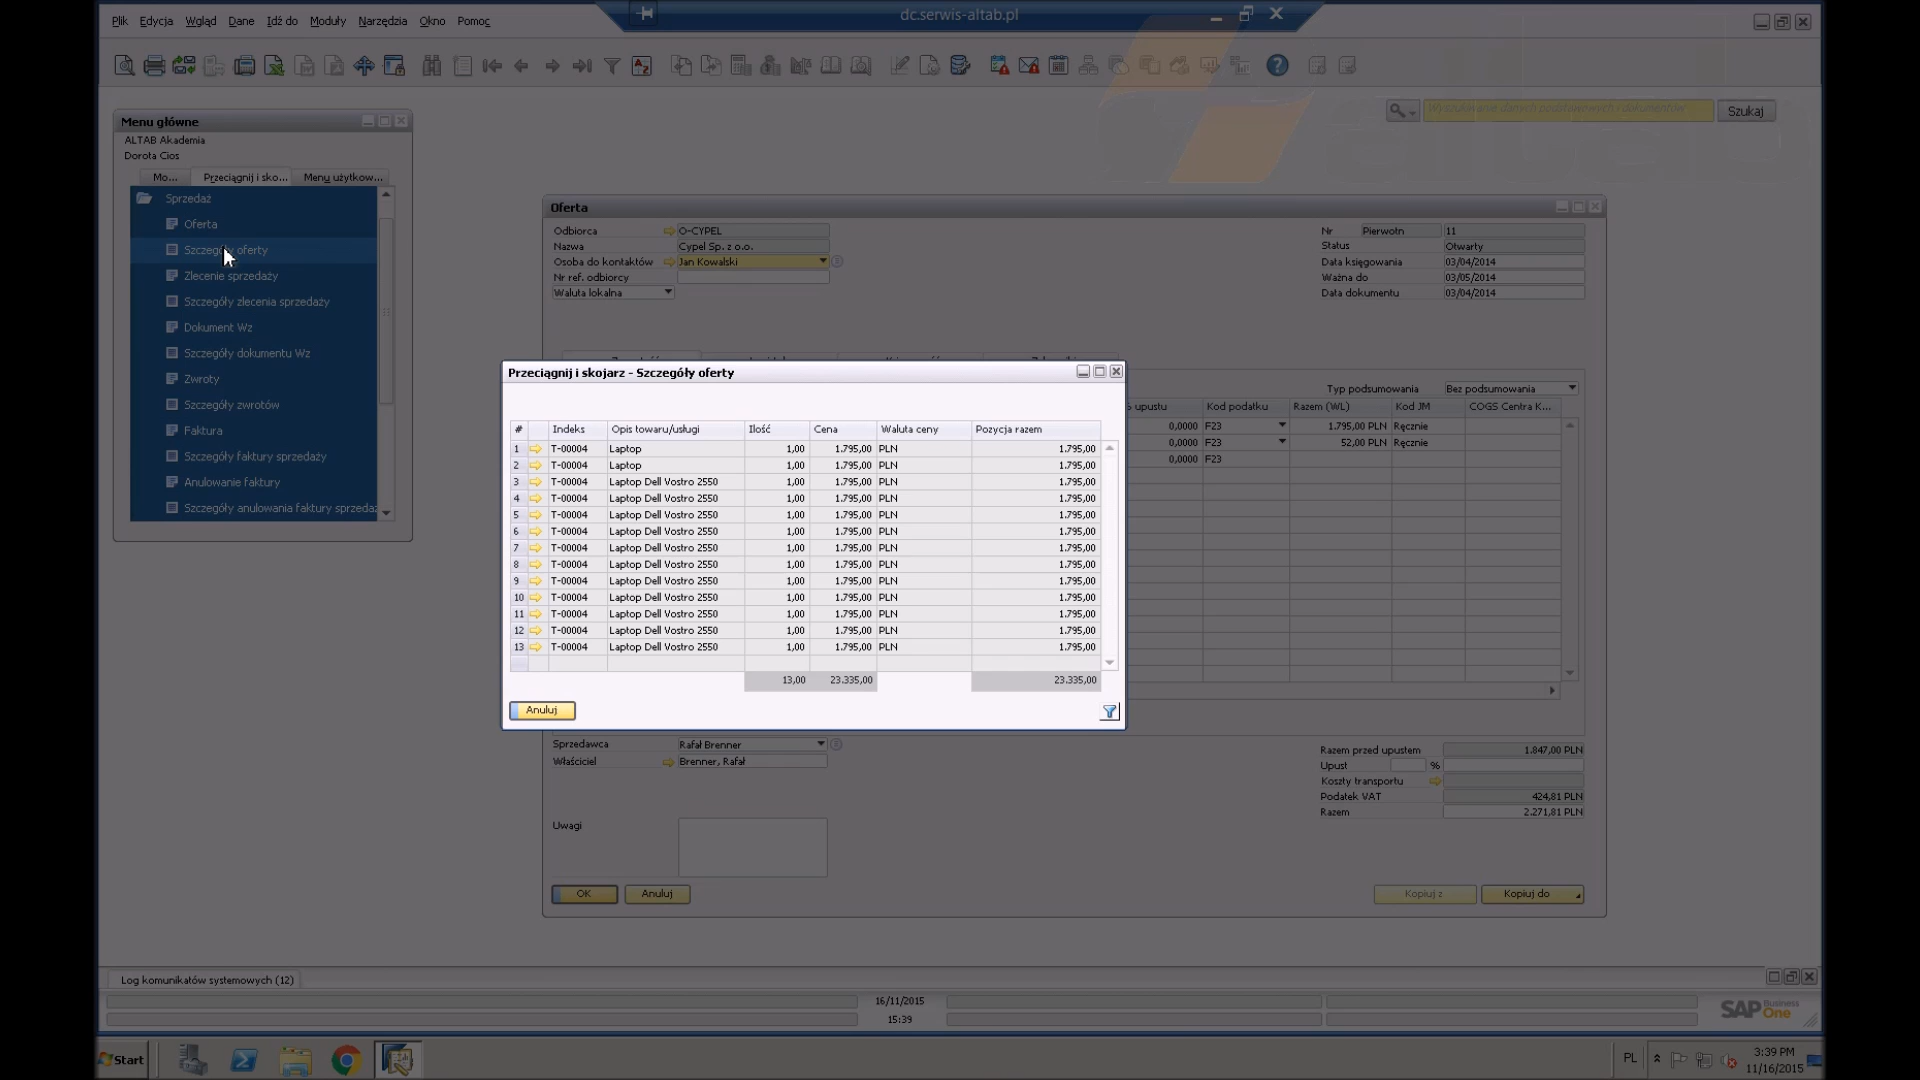 dc.serwis-altab.pl
Plik Edycja Wgląd Dane Idź do Moduły Narzędzia Okno Pomoc
Wyszukiwanie danych podstawowych i dokumentów Szukaj
Menu główne
ALTAB Akademia
Dorota Cios
Mo... Przeciągnij i sko... Menu użytkow...
Sprzedaż
Oferta
Szczegóły oferty
Zlecenie sprzedaży
Szczegóły zlecenia sprzedaży
Dokument Wz
Szczegóły dokumentu Wz
Zwroty
Szczegóły zwrotów
Faktura
Szczegóły faktury sprzedaży
Anulowanie faktury
Szczegóły anulowania faktury sprzedaż
Oferta
Odbiorca O-CYPEL Nr Pierwotn 11
Nazwa Cypel Sp. z o.o. Status Otwarty
Osoba do kontaktów Jan Kowalski Data księgowania 03/04/2014
Nr ref. odbiorcy Ważna do 03/05/2014
Waluta lokalna Data dokumentu 03/04/2014
Typ podsumowania Bez podsumowania
% upustu Kod podatku Razem (WL) Kod JM COGS Centra K...
0,0000 F23 1.795,00 PLN Ręcznie
0,0000 F23 52,00 PLN Ręcznie
0,0000 F23
Przeciągnij i skojarz - Szczegóły oferty
# Indeks Opis towaru/usługi Ilość Cena Waluta ceny Pozycja razem
1 T-00004 Laptop 1,00 1.795,00 PLN 1.795,00
2 T-00004 Laptop 1,00 1.795,00 PLN 1.795,00
3 T-00004 Laptop Dell Vostro 2550 1,00 1.795,00 PLN 1.795,00
4 T-00004 Laptop Dell Vostro 2550 1,00 1.795,00 PLN 1.795,00
5 T-00004 Laptop Dell Vostro 2550 1,00 1.795,00 PLN 1.795,00
6 T-00004 Laptop Dell Vostro 2550 1,00 1.795,00 PLN 1.795,00
7 T-00004 Laptop Dell Vostro 2550 1,00 1.795,00 PLN 1.795,00
8 T-00004 Laptop Dell Vostro 2550 1,00 1.795,00 PLN 1.795,00
9 T-00004 Laptop Dell Vostro 2550 1,00 1.795,00 PLN 1.795,00
10 T-00004 Laptop Dell Vostro 2550 1,00 1.795,00 PLN 1.795,00
11 T-00004 Laptop Dell Vostro 2550 1,00 1.795,00 PLN 1.795,00
12 T-00004 Laptop Dell Vostro 2550 1,00 1.795,00 PLN 1.795,00
13 T-00004 Laptop Dell Vostro 2550 1,00 1.795,00 PLN 1.795,00
13,00 23.335,00 23.335,00
Anuluj
Sprzedawca Rafał Brenner Razem przed upustem 1.847,00 PLN
Właściciel Brenner, Rafał Upust %
Koszty transportu
Podatek VAT 424,81 PLN
Razem 2.271,81 PLN
Uwagi
OK Anuluj Kopiuj z Kopiuj do
Log komunikatów systemowych (12)
16/11/2015
15:39
SAP Business One
Start PL 3:39 PM
11/16/2015